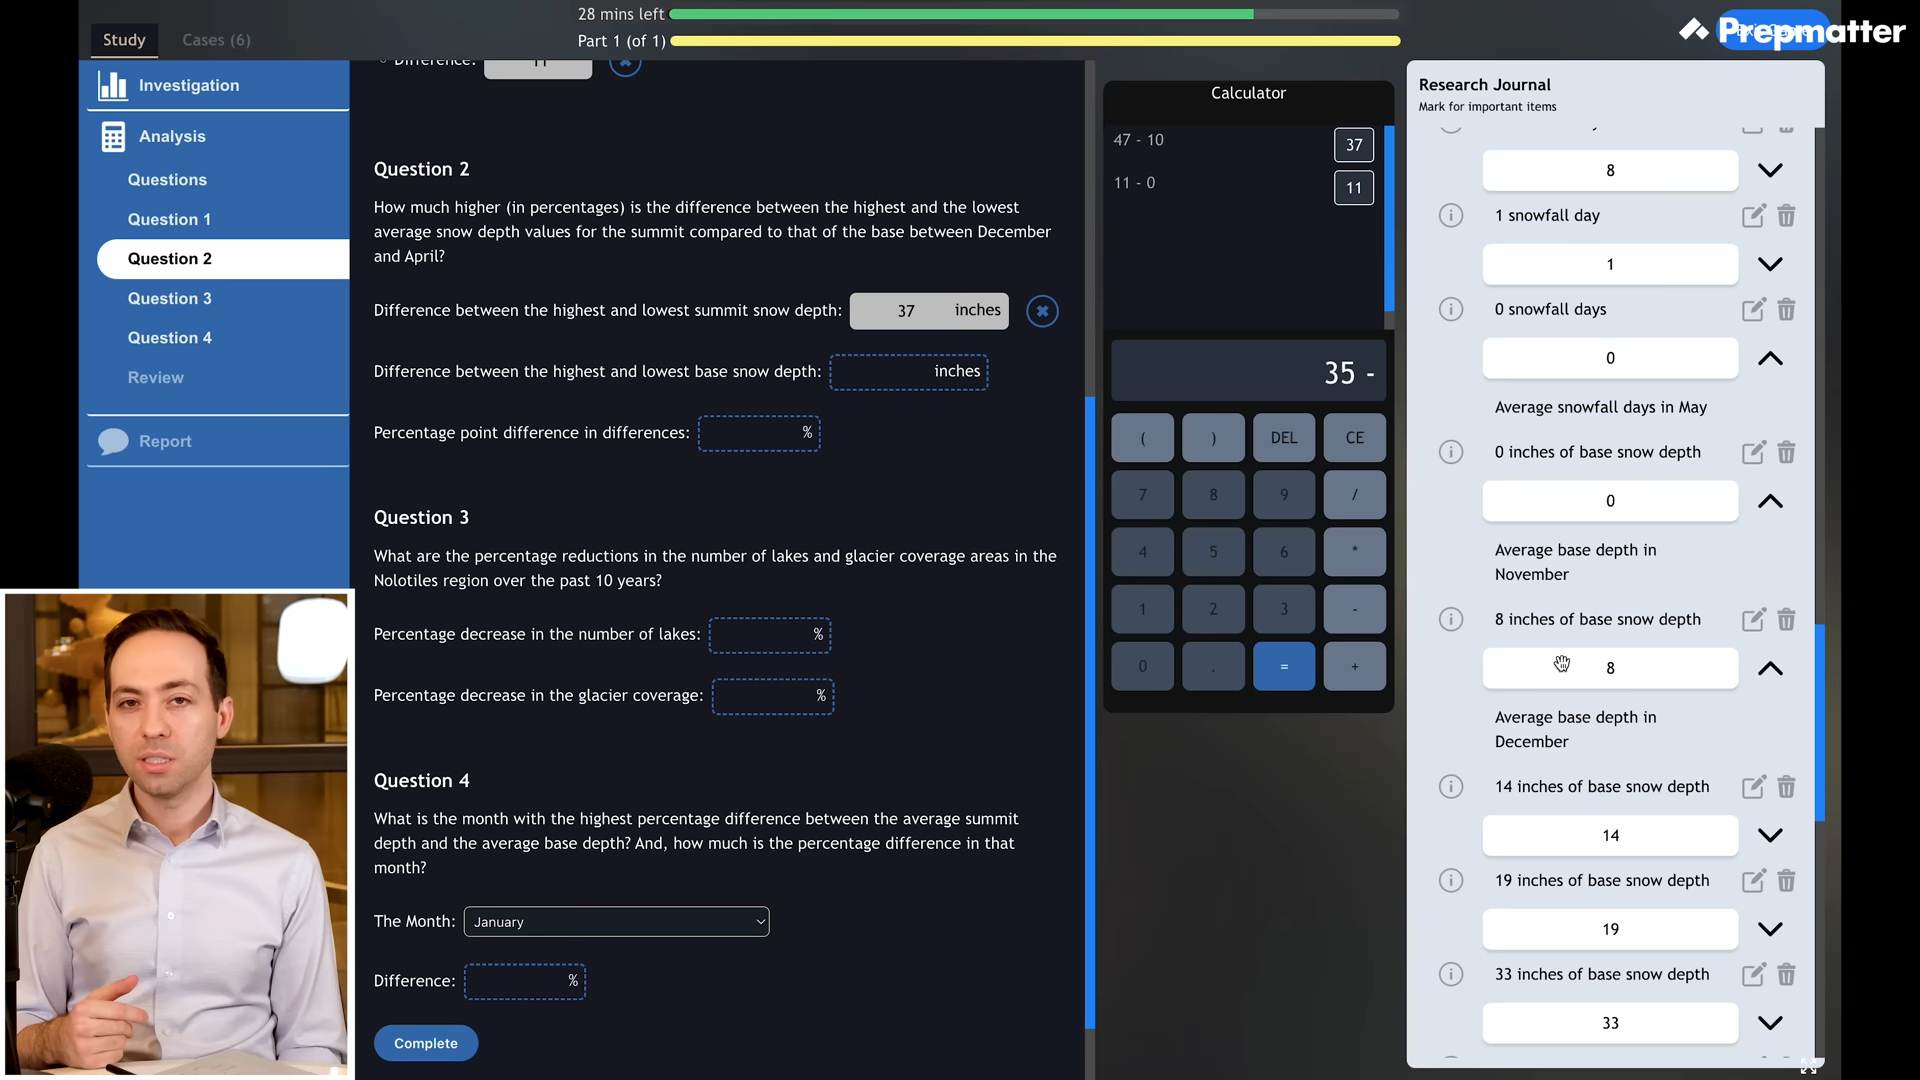 28 mins left
Part 1 (of 1)
Prepmatter
Study
Cases (6)
Investigation
Analysis
Questions
Question 1
Question 2
Question 3
Question 4
Review
Report
Difference:
11
Question 2
How much higher (in percentages) is the difference between the highest and the lowest
average snow depth values for the summit compared to that of the base between December
and April?
Difference between the highest and lowest summit snow depth: 37 inches
Difference between the highest and lowest base snow depth: inches
Percentage point difference in differences: %
Question 3
What are the percentage reductions in the number of lakes and glacier coverage areas in the
Nolotiles region over the past 10 years?
Percentage decrease in the number of lakes: %
Percentage decrease in the glacier coverage: %
Question 4
What is the month with the highest percentage difference between the average summit
depth and the average base depth? And, how much is the percentage difference in that
month?
The Month: January
Difference: %
Complete
Calculator
47 - 10 37
11 - 0 11
35 -
( ) DEL CE
7 8 9 /
4 5 6 *
1 2 3 -
0 . = +
Research Journal
Mark for important items
8
1 snowfall day
1
0 snowfall days
0
Average snowfall days in May
0 inches of base snow depth
0
Average base depth in
November
8 inches of base snow depth
8
Average base depth in
December
14 inches of base snow depth
14
19 inches of base snow depth
19
33 inches of base snow depth
33